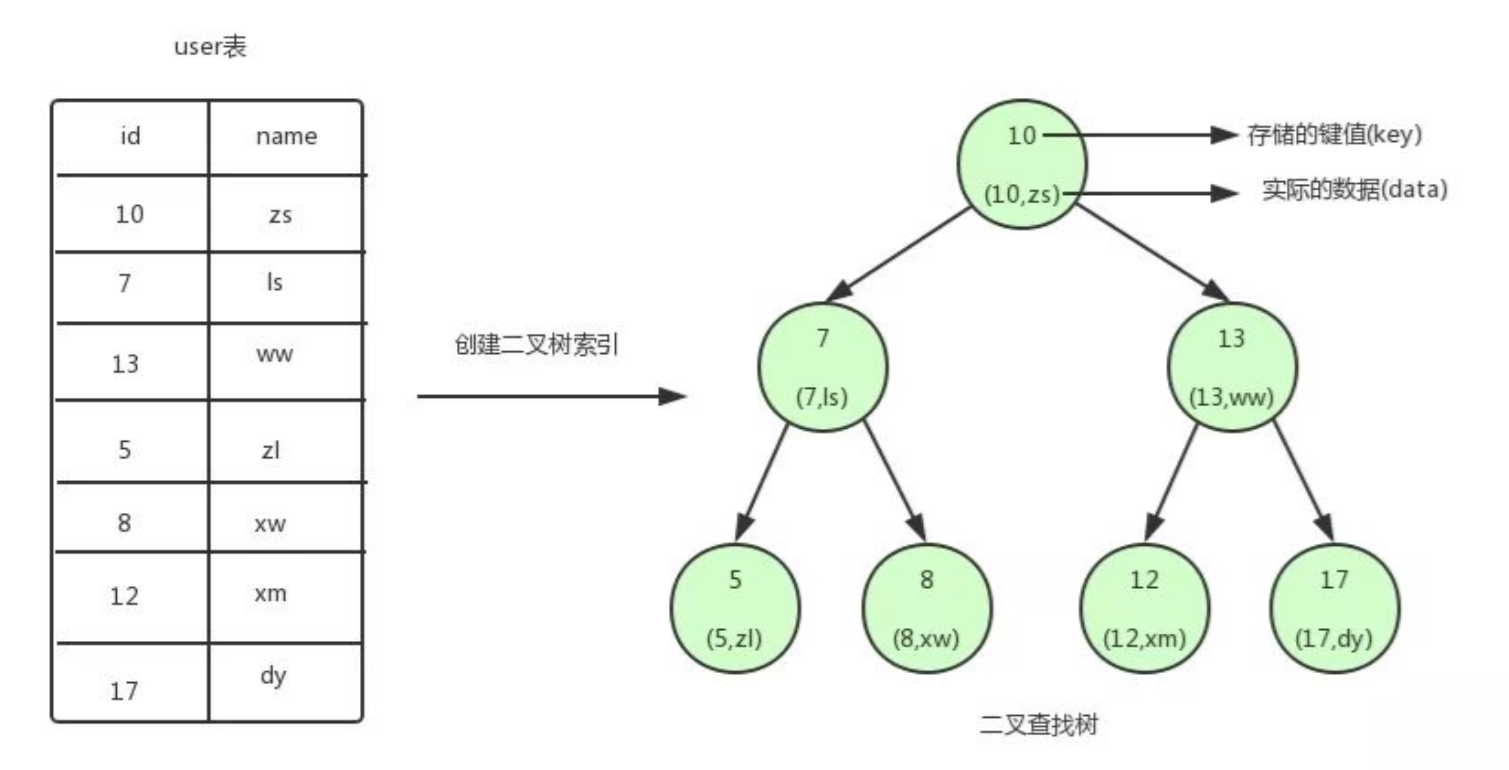 user表
id name
10 zs
7 ls
13 ww
5 zl
8 xw
12 xm
17 dy
创建二叉树索引
10
存储的键值(key)
(10,zs)
实际的数据(data)
7
(7,ls)
13
(13,ww)
5
(5,zl)
8
(8,xw)
12
(12,xm)
17
(17,dy)
二叉查找树